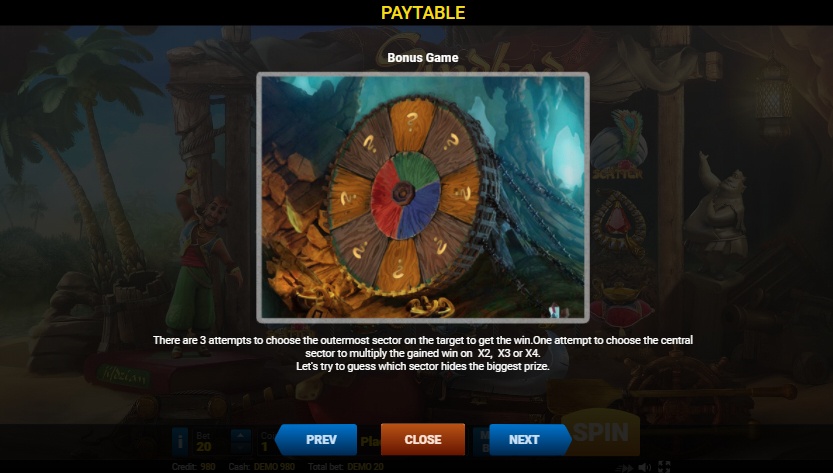 PAYTABLE
Bonus Game
SCATTER
There are 3 attempts to choose the outermost sector on the target to get the win.One attempt to choose the central
sector to multiply the gained win on X2, X3 or X4.
Let's try to guess which sector hides the biggest prize.
i
Bet
20
1
PREV
CLOSE
NEXT
SPIN
Credit: 980 Cash: DEMO 980 Total bet: DEMO 20